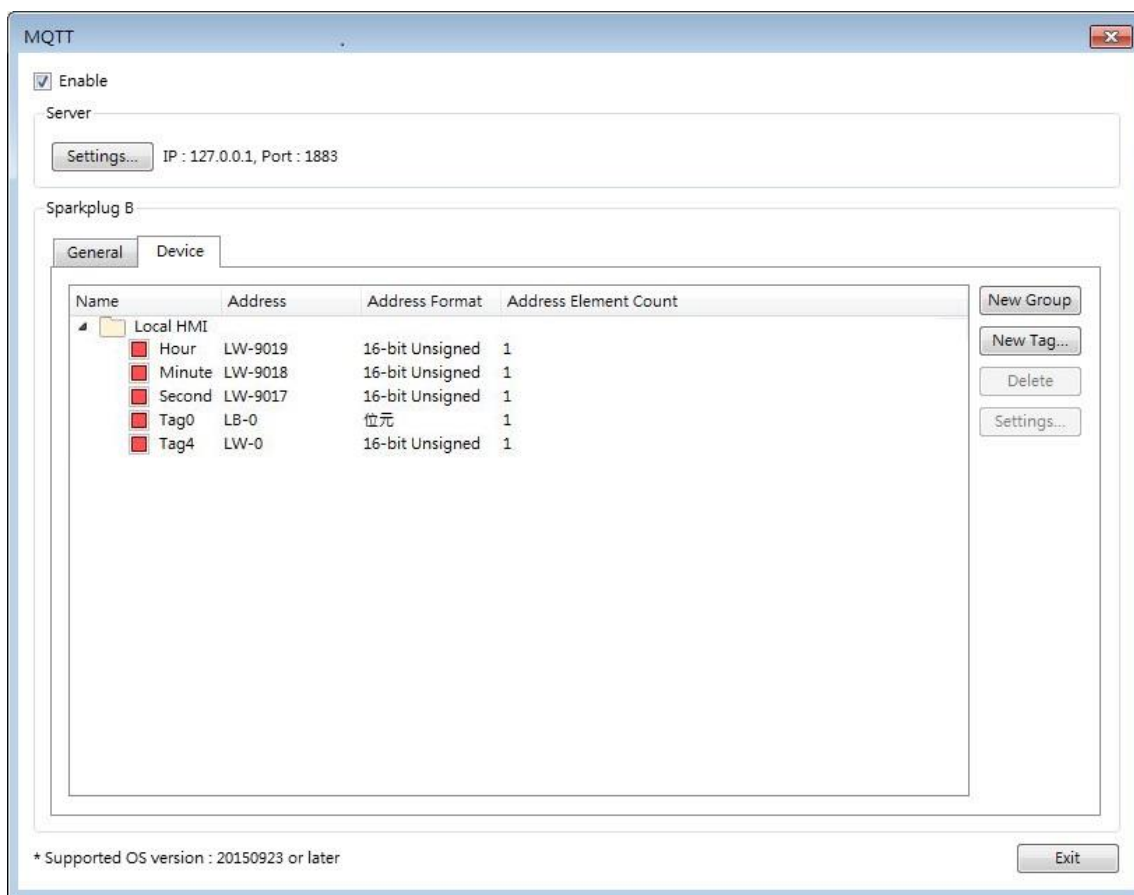 MQTT
Enable
Server
Settings... IP : 127.0.0.1, Port : 1883
Sparkplug B
General Device
Name Address Address Format Address Element Count New Group
Local HMI
Hour LW-9019 16-bit Unsigned 1 New Tag...
Minute LW-9018 16-bit Unsigned 1
Second LW-9017 16-bit Unsigned 1 Delete
Tag0 LB-0 位元 1 Settings...
Tag4 LW-0 16-bit Unsigned 1
* Supported OS version : 20150923 or later Exit